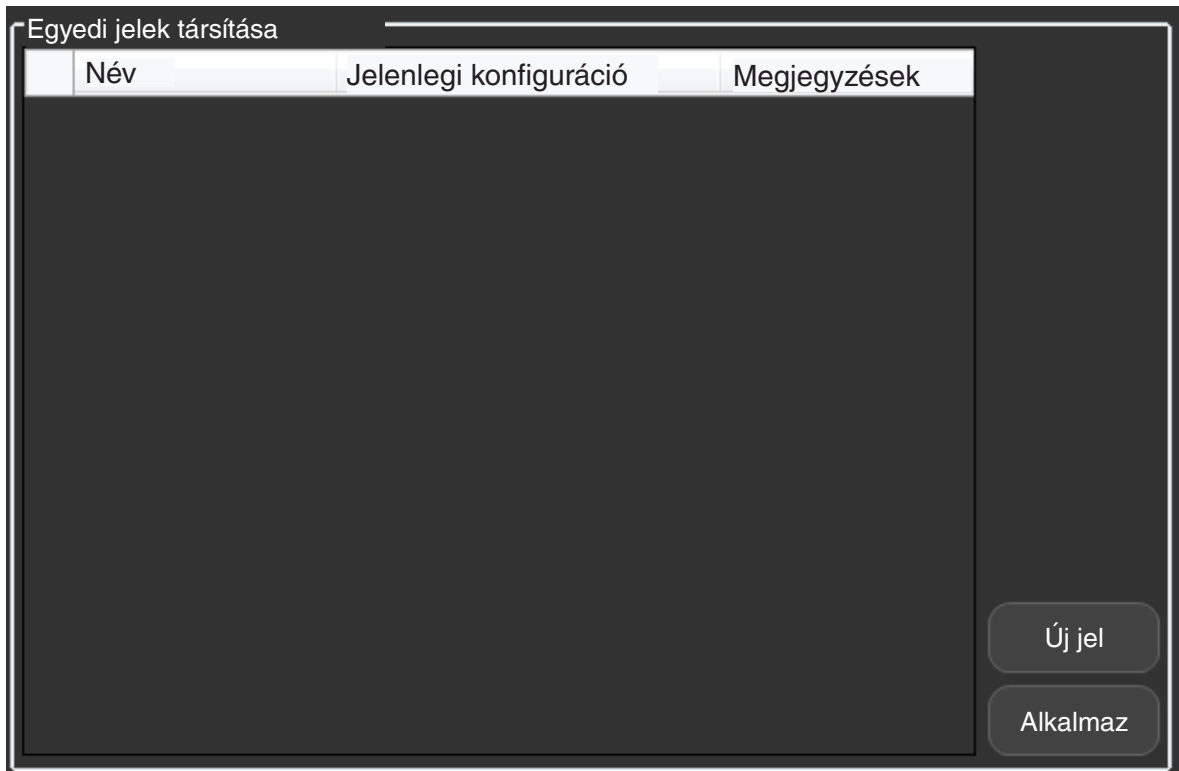 Egyedi jelek társítása
Név Jelenlegi konfiguráció Megjegyzések
Új jel
Alkalmaz